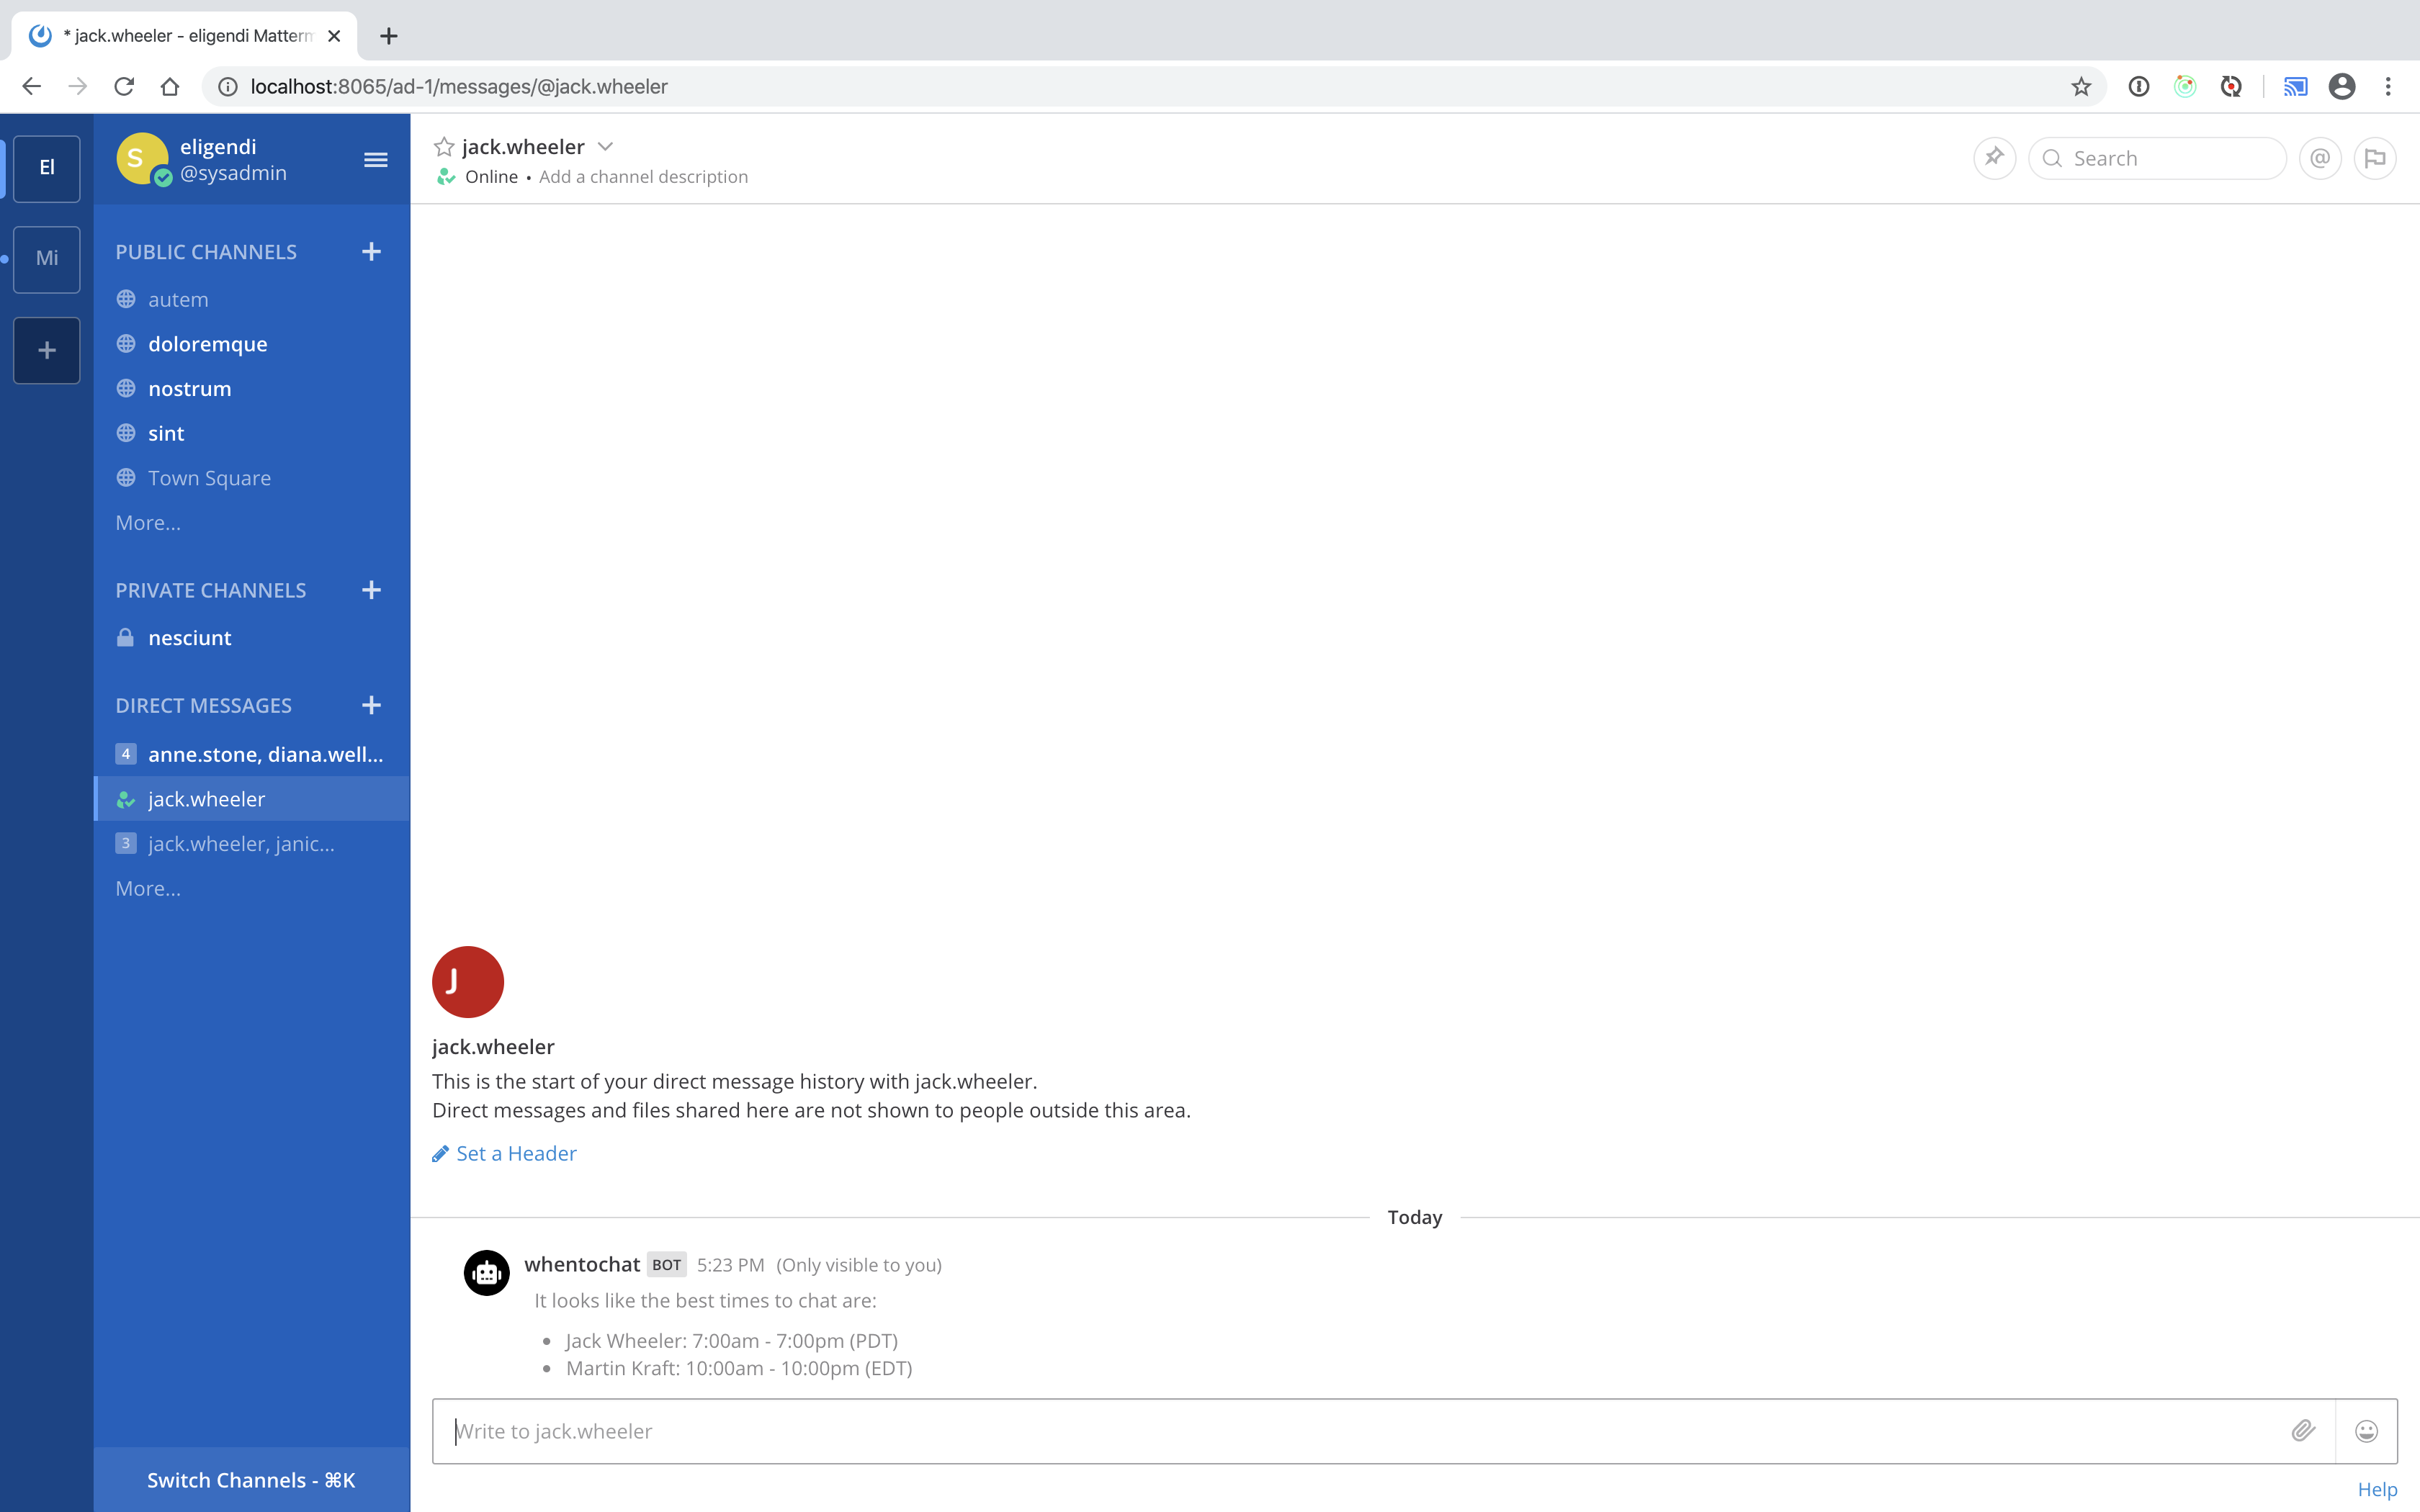 * jack.wheeler - eligendi Matterm
localhost:8065/ad-1/messages/@jack.wheeler
El
Mi
S
eligendi
@sysadmin
PUBLIC CHANNELS
autem
doloremque
nostrum
sint
Town Square
More...
PRIVATE CHANNELS
nesciunt
DIRECT MESSAGES
4 anne.stone, diana.well...
jack.wheeler
3 jack.wheeler, janic...
More...
Switch Channels - ⌘K
jack.wheeler
Online • Add a channel description
Search
@
J
jack.wheeler
This is the start of your direct message history with jack.wheeler.
Direct messages and files shared here are not shown to people outside this area.
Set a Header
Today
whentochat BOT 5:23 PM (Only visible to you)
It looks like the best times to chat are:
• Jack Wheeler: 7:00am - 7:00pm (PDT)
• Martin Kraft: 10:00am - 10:00pm (EDT)
Write to jack.wheeler
Help